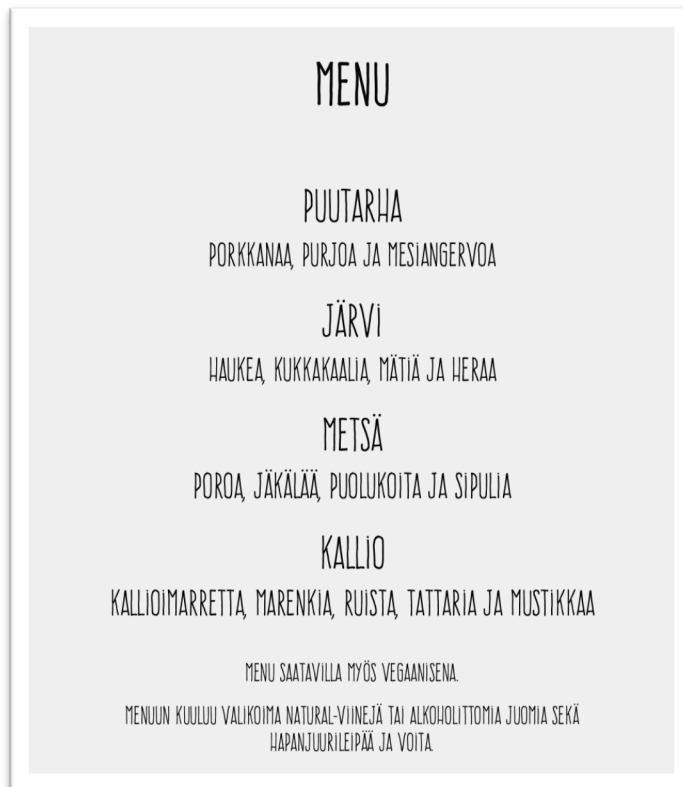 MENU
PUUTARHA
PORKKANAA, PURJOA JA MESIANGERVOA
JÄRVI
HAUKEA, KUKKAKAALIA, MÄTIÄ JA HERAA
METSÄ
POROA, JÄKÄLÄÄ, PUOLUKOITA JA SIPULIA
KALLIO
KALLIOIMARRETTA, MARENKIA, RUISTA, TATTARIA JA MUSTIKKAA
MENU SAATAVILLA MYÖS VEGAANISENA.
MENUUN KUULUU VALIKOIMA NATURAL-VIINEJÄ TAI ALKOHOLITTOMIA JUOMIA SEKÄ
HAPANJUURILEIPÄÄ JA VOITA.